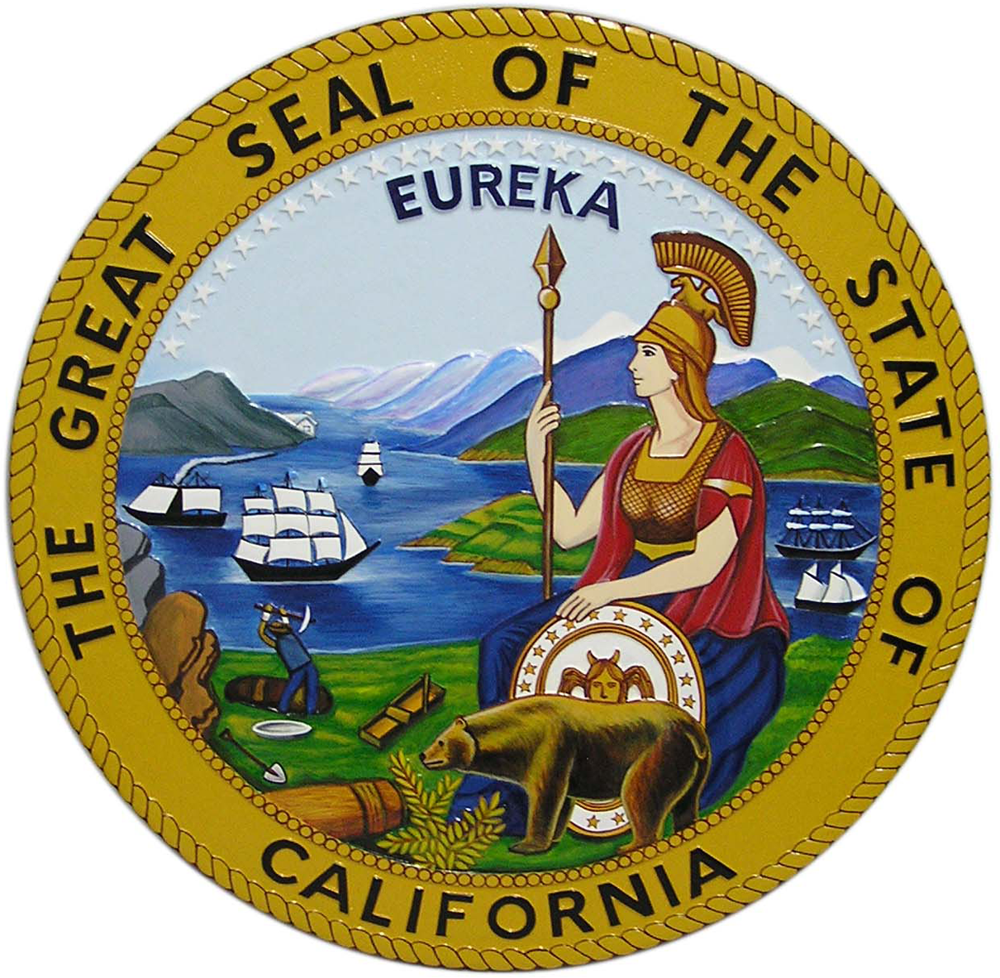 THE GREAT SEAL OF THE STATE OF
CALIFORNIA
EUREKA